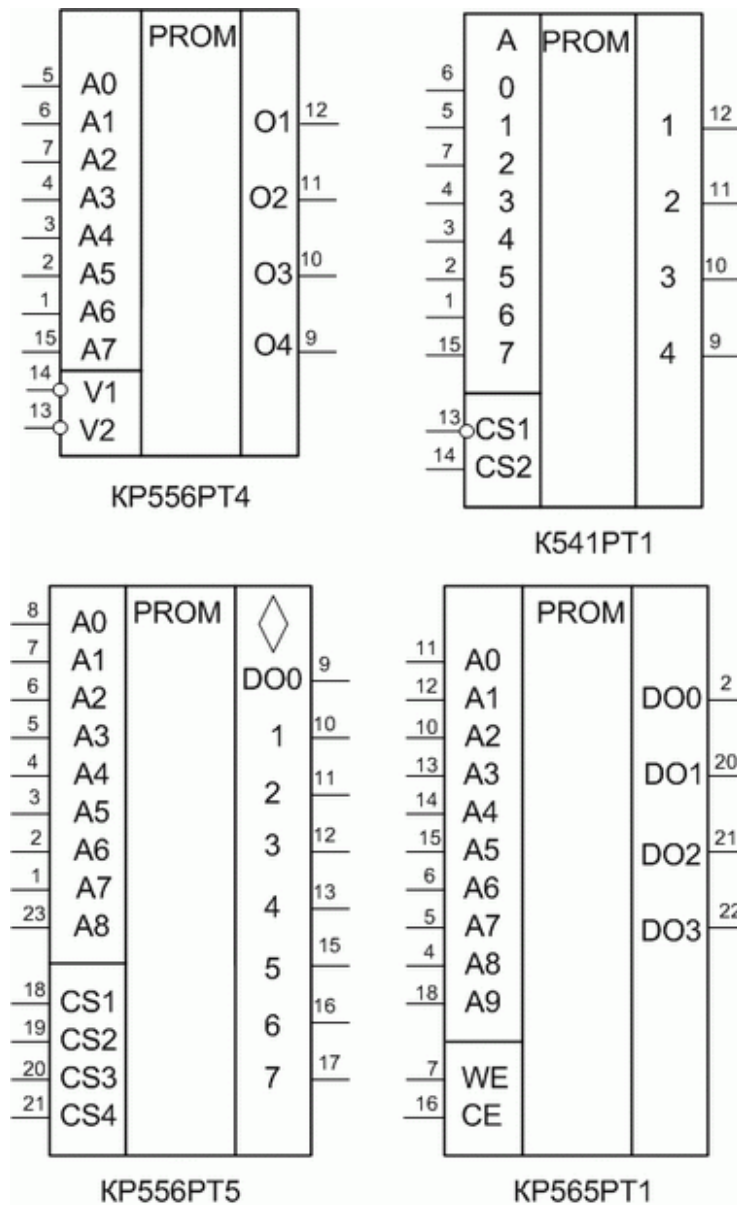 PROM
5 A0
6 A1 O1 12
7 A2
4 A3 O2 11
3 A4
2 A5 O3 10
1 A6
15 A7 O4 9
14 V1
13 V2
КР556РТ4
A PROM
6 0
5 1 1 12
7 2
4 3 2 11
3 4
2 5 3 10
1 6
15 7 4 9
13 CS1
14 CS2
К541РТ1
8 A0 PROM
7 A1 DO0 9
6 A2
5 A3 1 10
4 A4 2 11
3 A5
2 A6 3 12
1 A7 4 13
23 A8
5 15
18 CS1 6 16
19 CS2
20 CS3 7 17
21 CS4
КР556РТ5
PROM
11 A0
12 A1 DO0 2
10 A2
13 A3 DO1 20
14 A4
15 A5 DO2 21
6 A6
5 A7 DO3 22
4 A8
18 A9
7 WE
16 CE
КР565РТ1